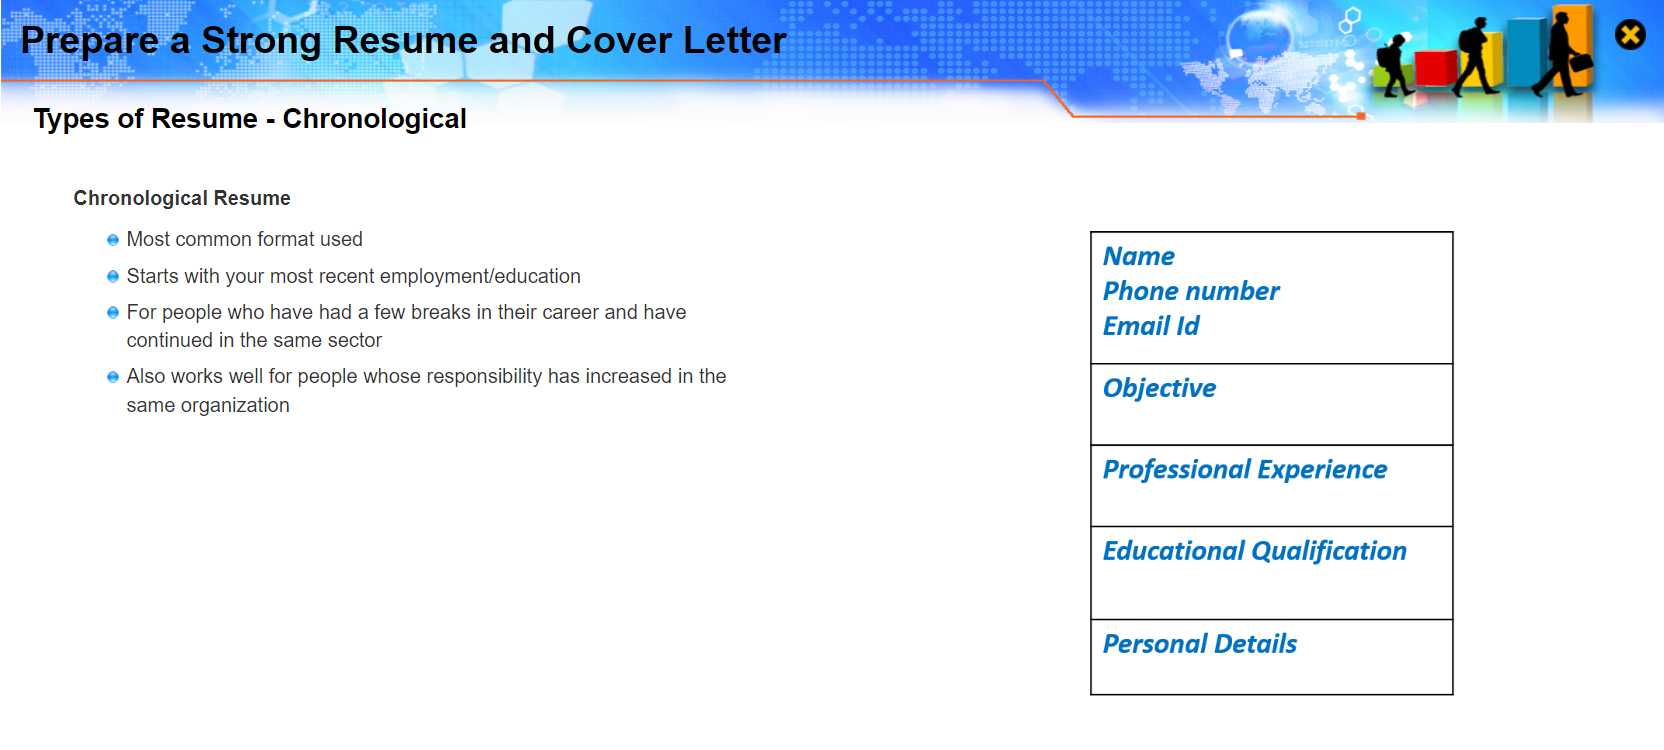 Prepare a Strong Resume and Cover Letter
Types of Resume - Chronological
Chronological Resume
Most common format used
Starts with your most recent employment/education
For people who have had a few breaks in their career and have
continued in the same sector
Also works well for people whose responsibility has increased in the
same organization
Name
Phone number
Email Id
Objective
Professional Experience
Educational Qualification
Personal Details